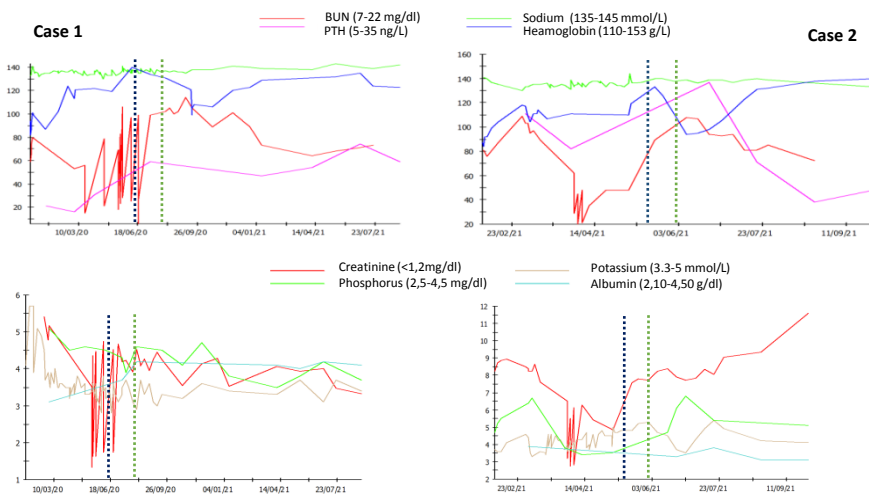 BUN (7-22 mg/dl)
PTH (5-35 ng/L)
Sodium (135-145 mmol/L)
Heamoglobin (110-153 g/L)
Case 1
Case 2
140
120
100
80
60
40
20
10/03/20 18/06/20 26/09/20 04/01/21 14/04/21 23/07/21
160
140
120
100
80
60
40
20
23/02/21 14/04/21 03/06/21 23/07/21 11/09/21
Creatinine (<1,2mg/dl)
Phosphorus (2,5-4,5 mg/dl)
Potassium (3.3-5 mmol/L)
Albumin (2,10-4,50 g/dl)
6
5
4
3
2
1
10/03/20 18/06/20 26/09/20 04/01/21 14/04/21 23/07/21
12
11
10
9
8
7
6
5
4
3
2
23/02/21 14/04/21 03/06/21 23/07/21 11/09/21